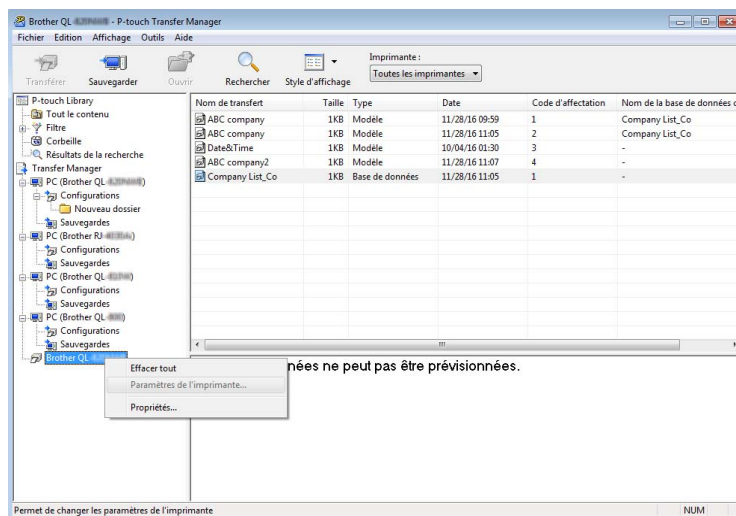 Brother QL - P-touch Transfer Manager
Fichier Edition Affichage Outils Aide
Transférer Sauvegarder Ouvrir Rechercher Style d'affichage
Imprimante :
Toutes les imprimantes
P-touch Library
Tout le contenu
Filtre
Corbeille
Résultats de la recherche
Transfer Manager
PC (Brother QL-)
Configurations
Nouveau dossier
Sauvegardes
PC (Brother RJ-)
Configurations
Sauvegardes
PC (Brother QL-)
Configurations
Sauvegardes
PC (Brother QL-)
Configurations
Sauvegardes
Brother QL-
Nom de transfert Taille Type Date Code d'affectation Nom de la base de données
ABC company 1KB Modèle 11/28/16 09:59 1 Company List_Co
ABC company 1KB Modèle 11/28/16 11:05 2 Company List_Co
Date&Time 1KB Modèle 10/04/16 01:30 3 -
ABC company2 1KB Modèle 11/28/16 11:07 4 -
Company List_Co 1KB Base de données 11/28/16 11:05 1 -
nées ne peut pas être prévisionnées.
Effacer tout
Paramètres de l'imprimante...
Propriétés...
Permet de changer les paramètres de l'imprimante
NUM